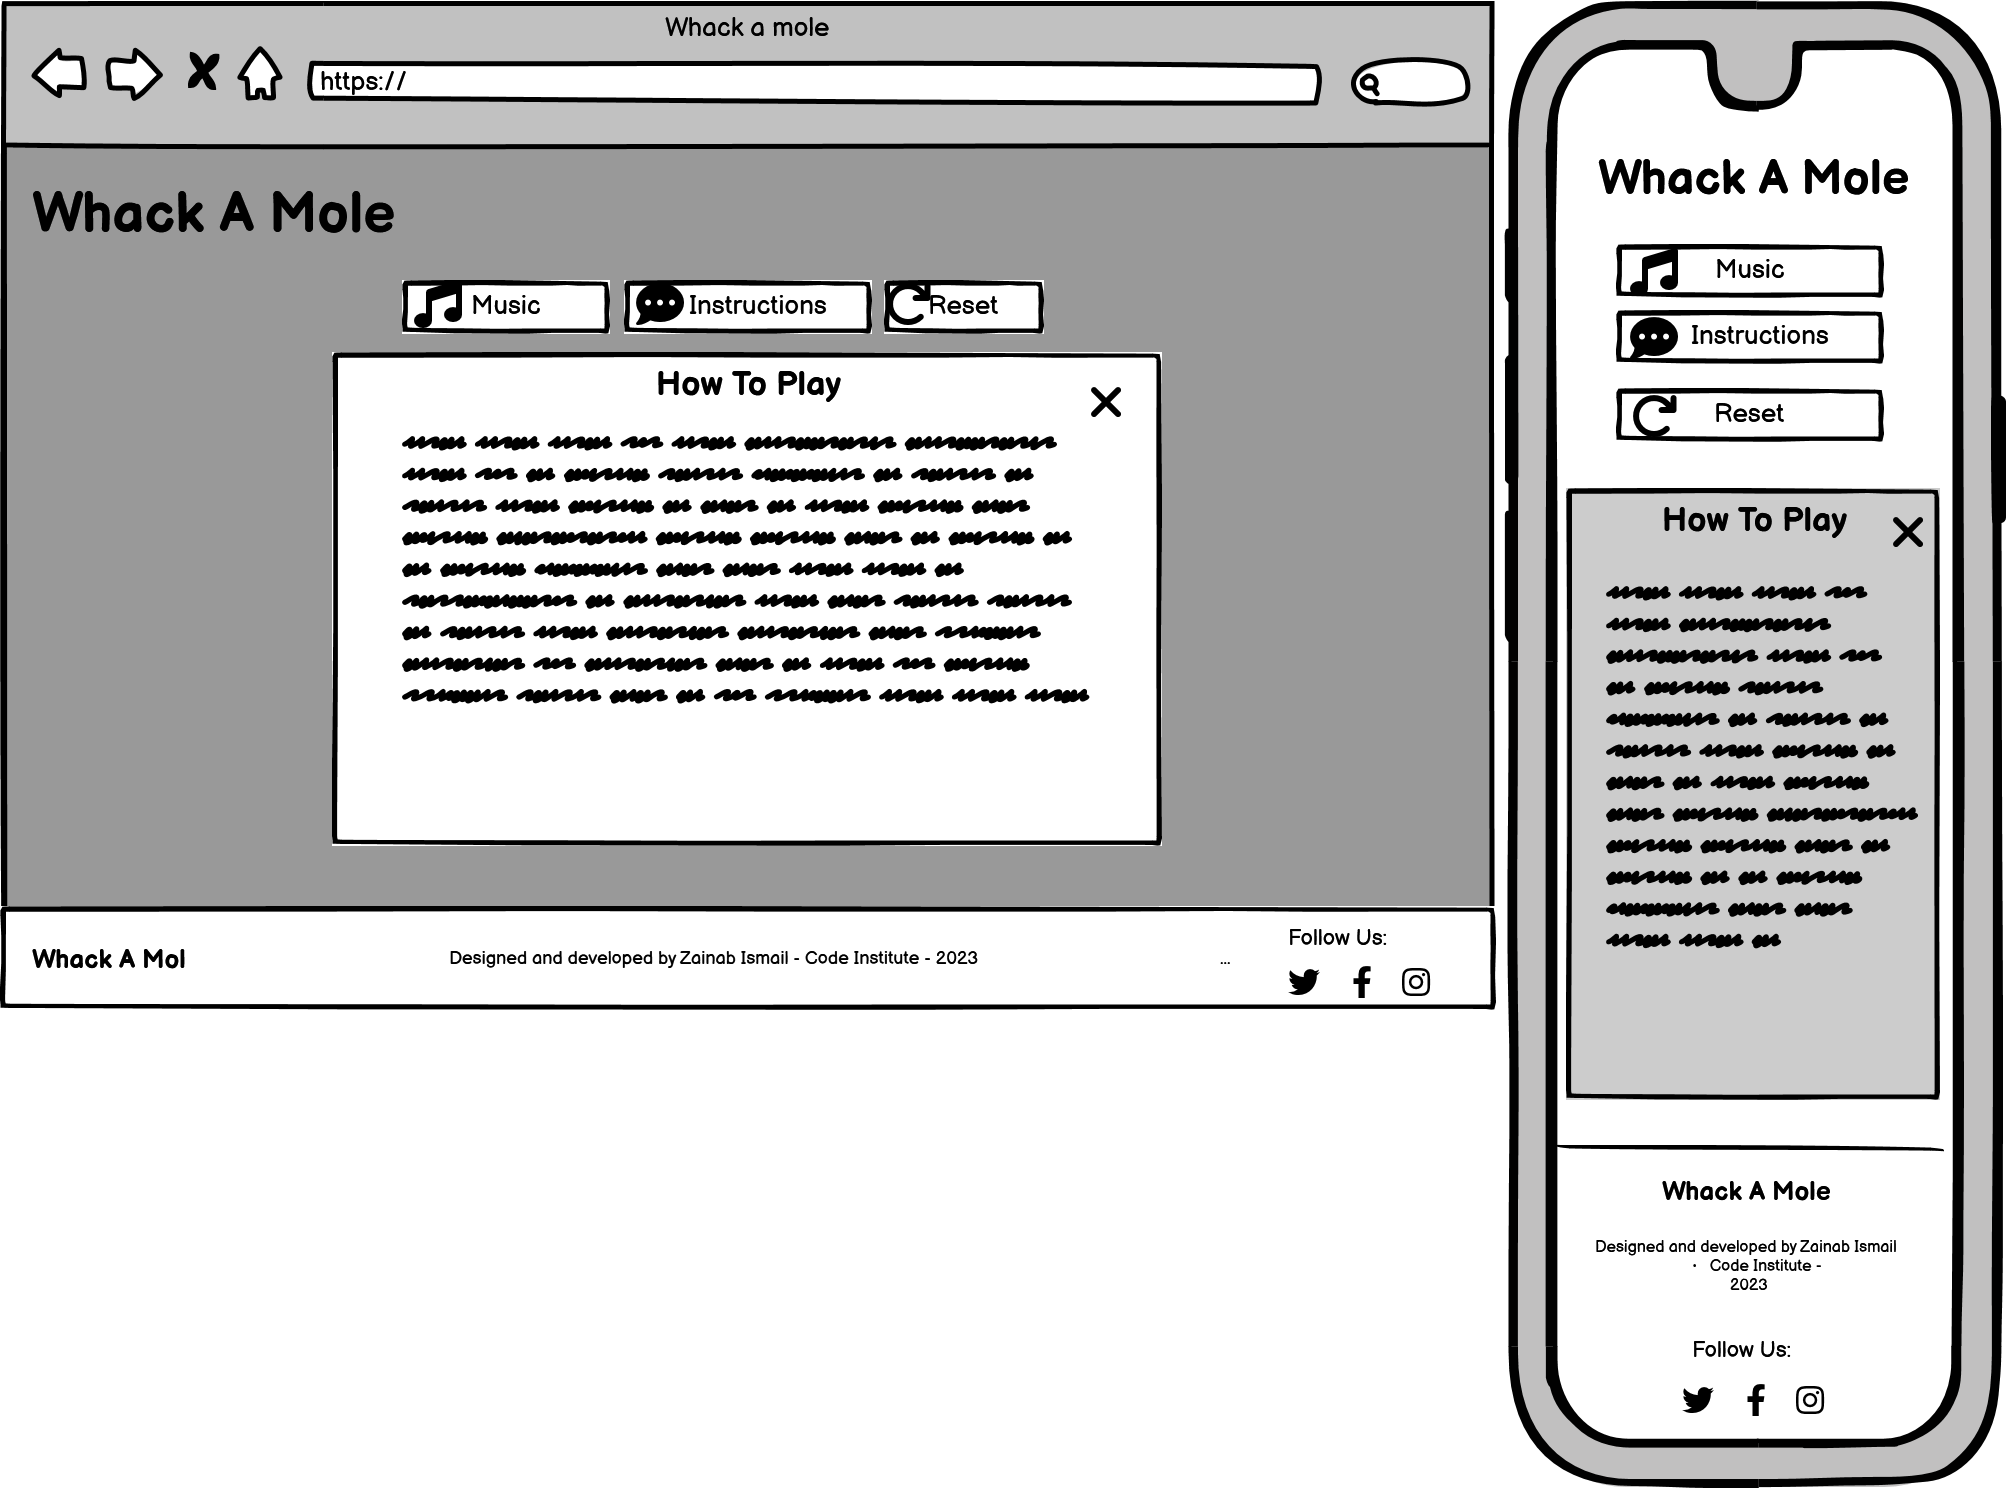 Whack a mole
https://
Whack A Mole
Music
Instructions
Reset
How To Play
Whack A Mol
Designed and developed by Zainab Ismail - Code Institute - 2023
...
Follow Us:
Whack A Mole
Music
Instructions
Reset
How To Play
Whack A Mole
Designed and developed by Zainab Ismail
· Code Institute -
2023
Follow Us: